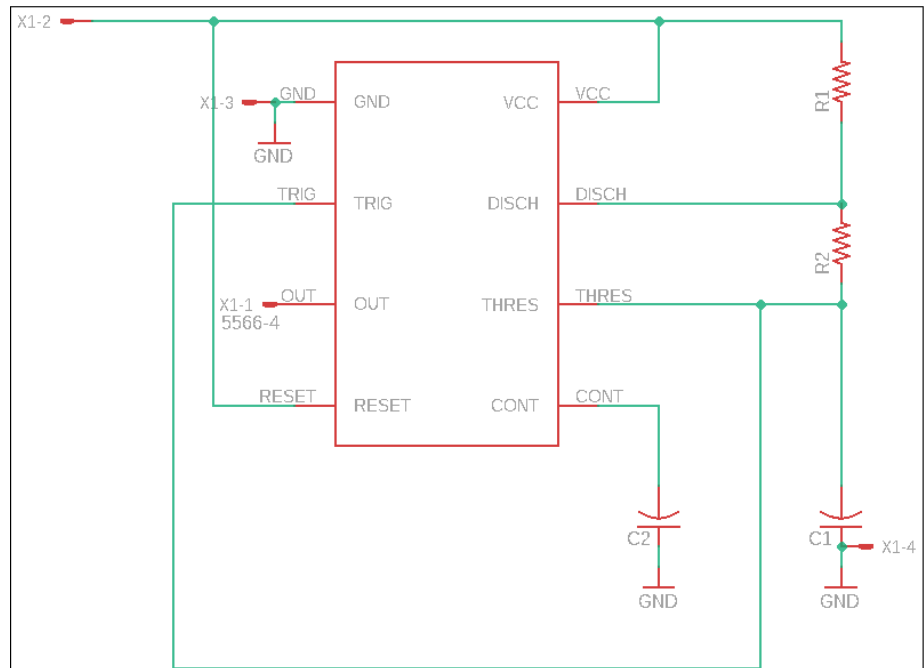 X1-2
X1-3
GND
GND
VCC
VCC
R1
GND
TRIG
TRIG
DISCH
DISCH
R2
X1-1
OUT
OUT
THRES
THRES
5566-4
RESET
RESET
CONT
CONT
C2
C1
X1-4
GND
GND